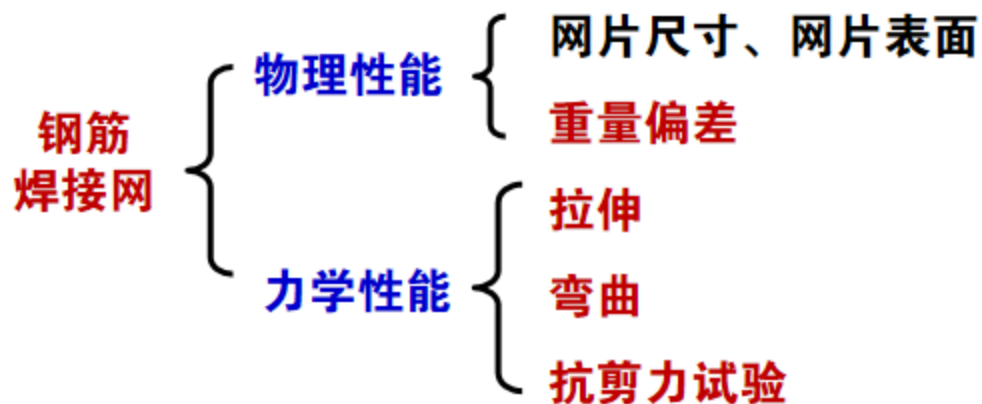 钢筋
焊接网
物理性能
网片尺寸、网片表面
重量偏差
力学性能
拉伸
弯曲
抗剪力试验